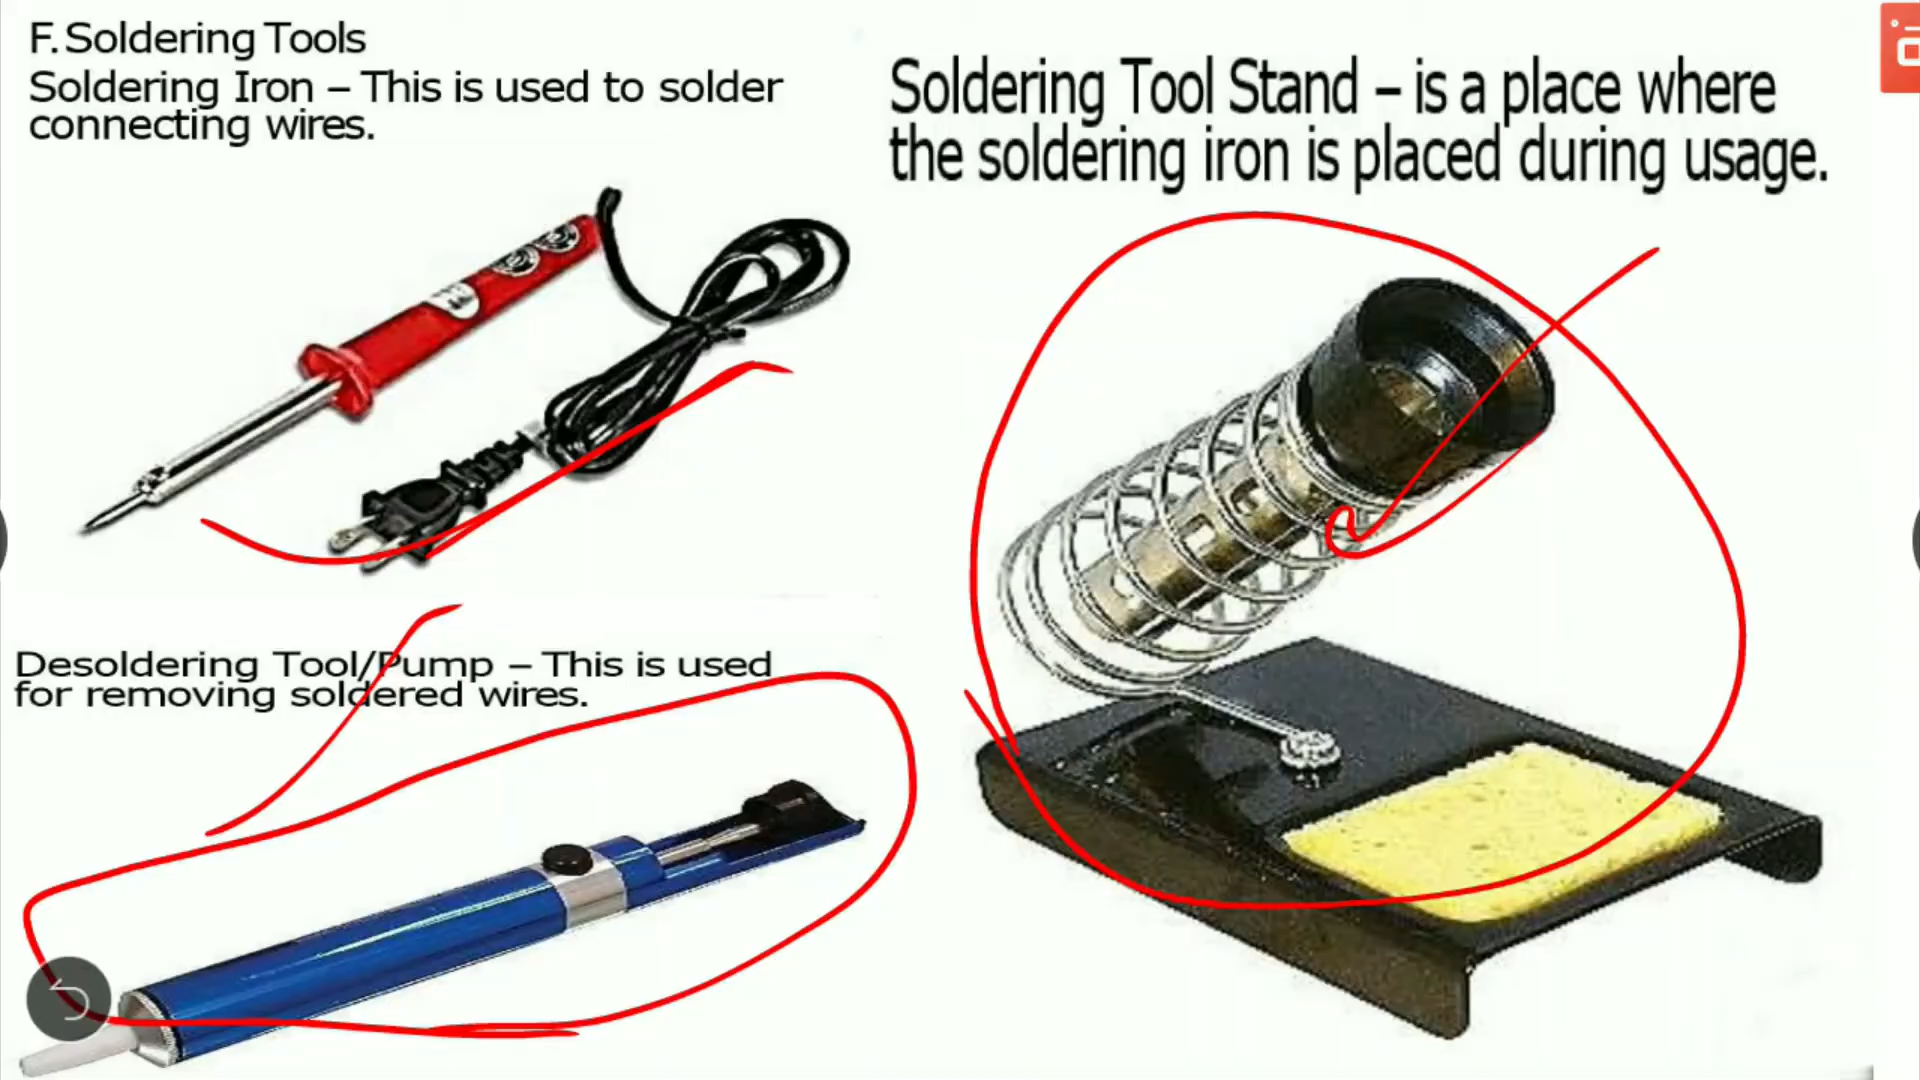 F. Soldering Tools
Soldering Iron – This is used to solder
connecting wires.
Soldering Tool Stand – is a place where
the soldering iron is placed during usage.
Desoldering Tool/Pump – This is used
for removing soldered wires.